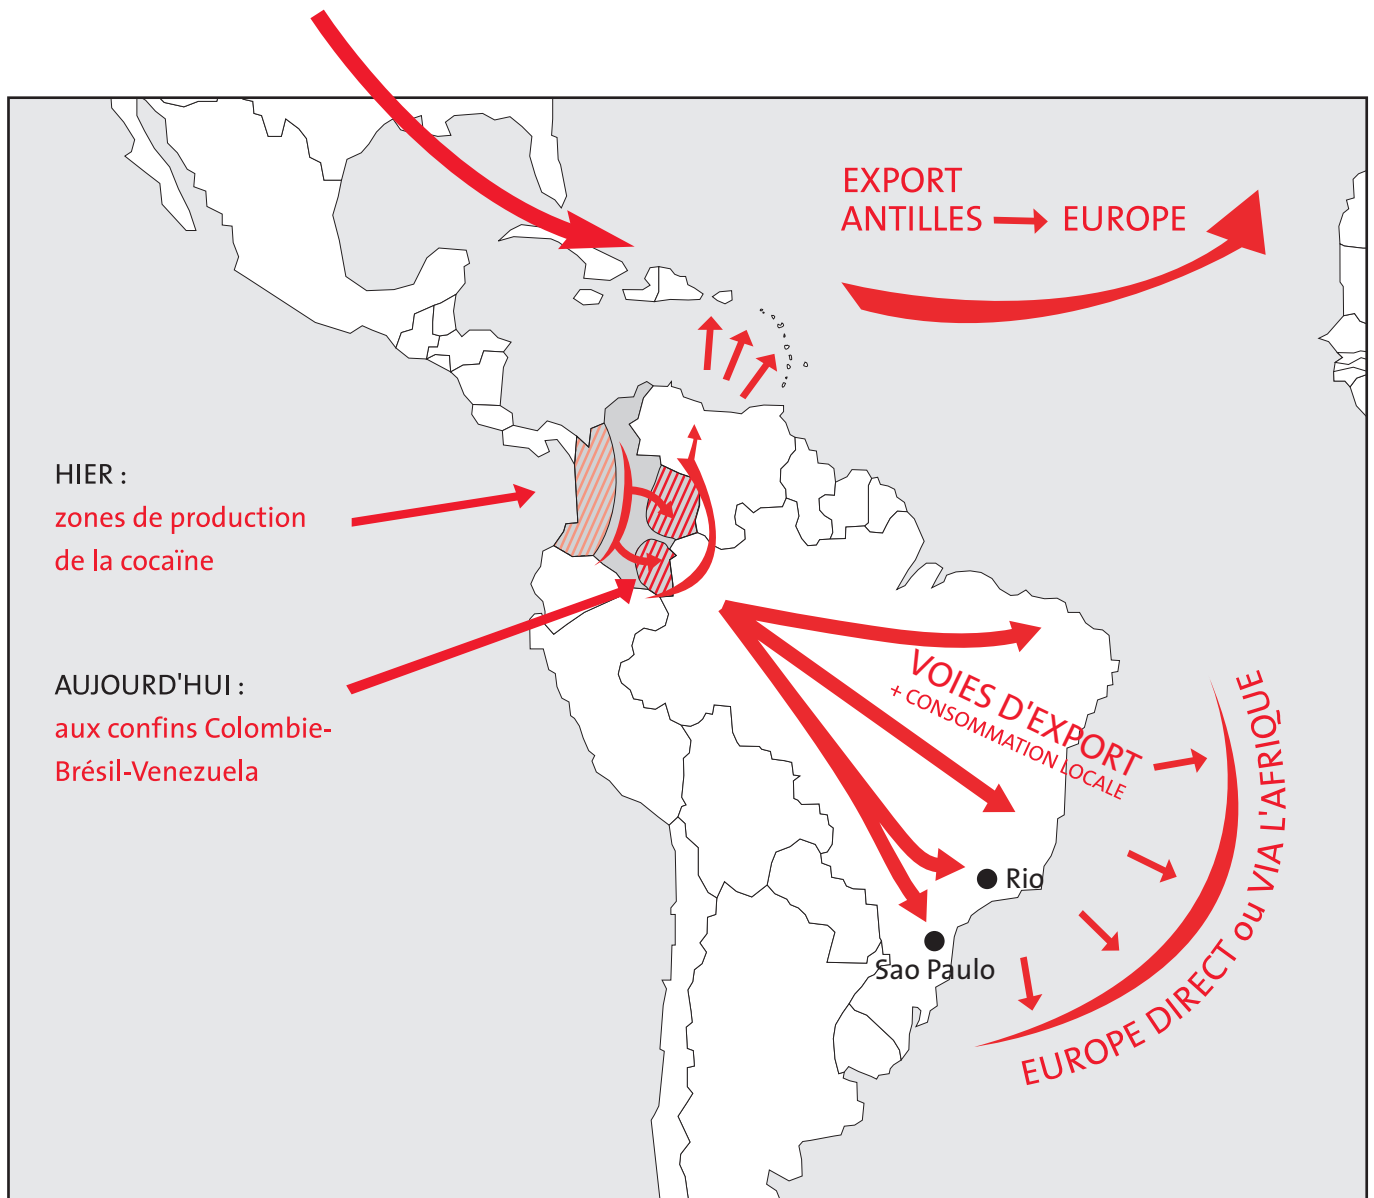 EXPORT
ANTILLES → EUROPE
HIER :
zones de production
de la cocaïne
AUJOURD'HUI :
aux confins Colombie-
Brésil-Venezuela
VOIES D'EXPORT
+ CONSOMMATION LOCALE
Rio
Sao Paulo
EUROPE DIRECT ou VIA L'AFRIQUE